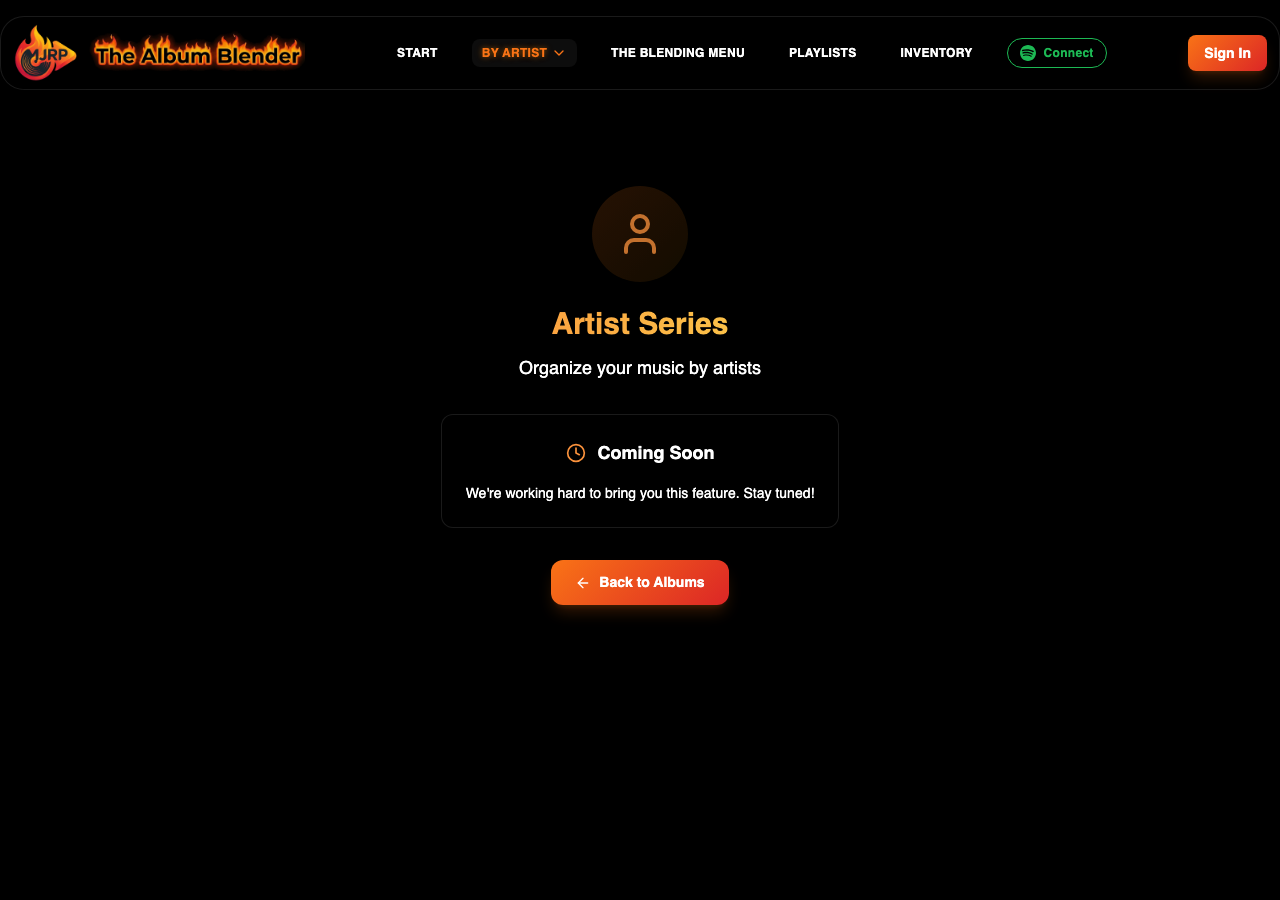 JRP
The Album Blender
START
BY ARTIST
THE BLENDING MENU
PLAYLISTS
INVENTORY
Connect
Sign In
Artist Series
Organize your music by artists
Coming Soon
We're working hard to bring you this feature. Stay tuned!
Back to Albums